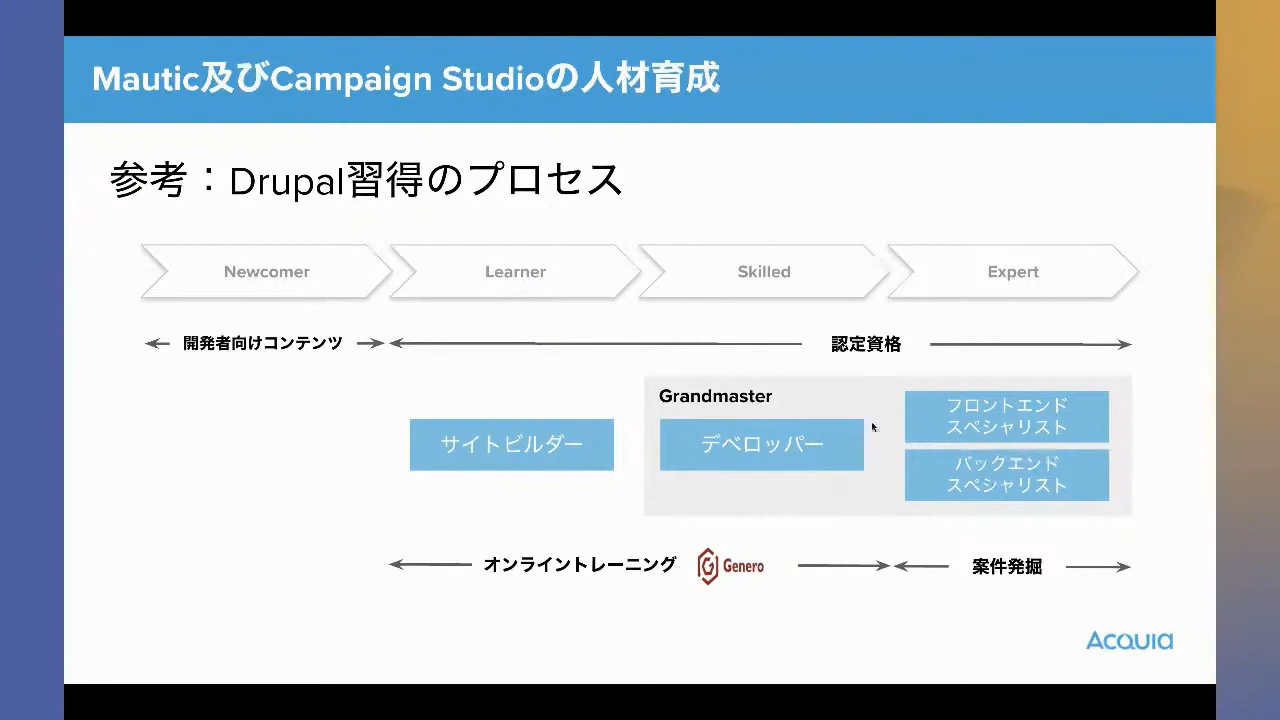 Mautic及びCampaign Studioの人材育成
参考：Drupal習得のプロセス
Newcomer
Learner
Skilled
Expert
開発者向けコンテンツ
認定資格
Grandmaster
サイトビルダー
デベロッパー
フロントエンド
スペシャリスト
バックエンド
スペシャリスト
オンライントレーニング
Genero
案件発掘
Acquia